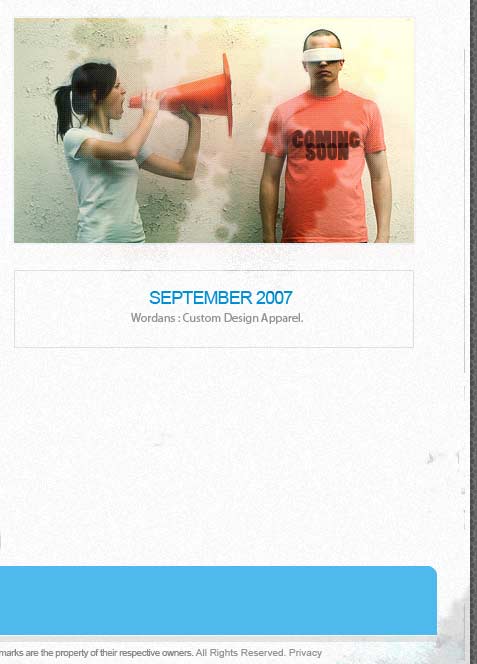 COMING
SOON
SEPTEMBER 2007
Wordans : Custom Design Apparel.
marks are the property of their respective owners. All Rights Reserved. Privacy